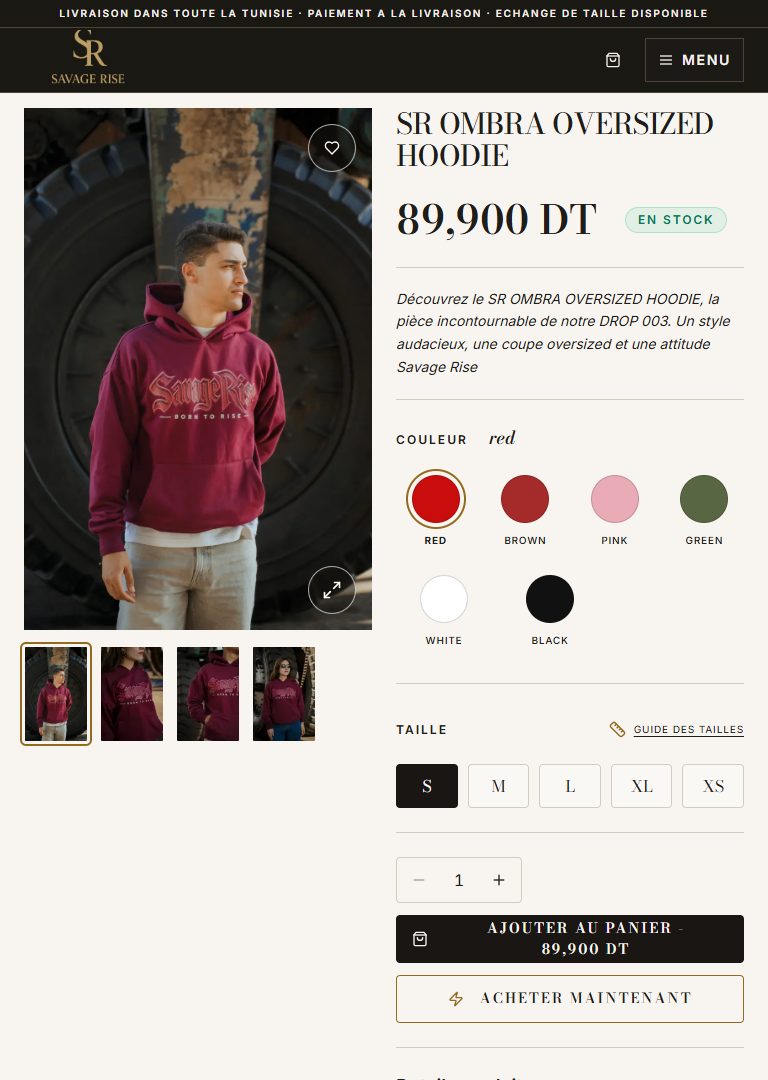 LIVRAISON DANS TOUTE LA TUNISIE · PAIEMENT A LA LIVRAISON · ECHANGE DE TAILLE DISPONIBLE
SR
SAVAGE RISE
MENU
SR OMBRA OVERSIZED
HOODIE
89,900 DT
EN STOCK
Découvrez le SR OMBRA OVERSIZED HOODIE, la
pièce incontournable de notre DROP 003. Un style
audacieux, une coupe oversized et une attitude
Savage Rise
Savage Rise
BORN TO RISE
COULEUR red
RED
BROWN
PINK
GREEN
WHITE
BLACK
TAILLE
GUIDE DES TAILLES
S
M
L
XL
XS
1
AJOUTER AU PANIER -
89,900 DT
ACHETER MAINTENANT